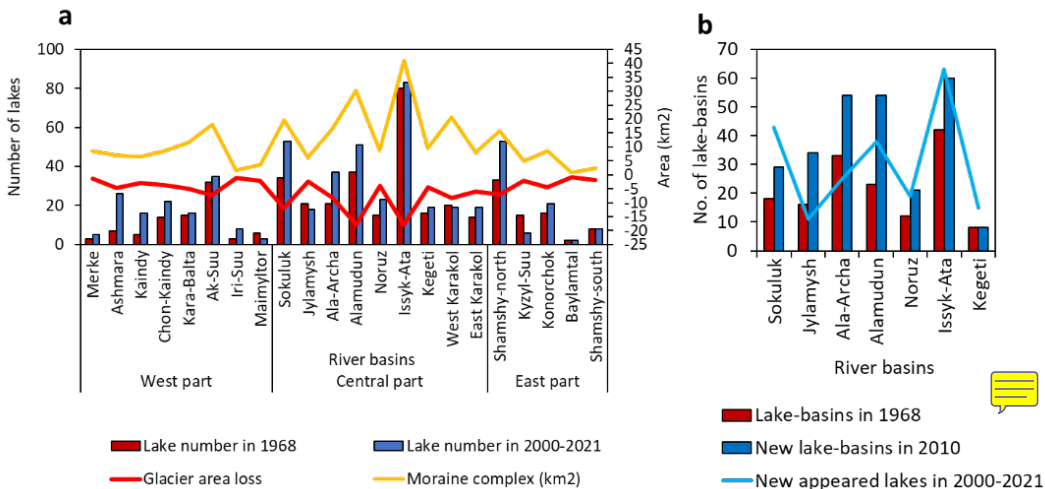 a
Number of lakes
100
80
60
40
20
0
45
40
35
30
25
20
15
10
5
0
-5
-10
-15
-20
-25
Area (km2)
Merke
Ashmara
Kaindy
Chon-Kaindy
Kara-Balta
Ak-Suu
Iri-Suu
Maimyltor
Sokuluk
Jylamysh
Ala-Archa
Alamudun
Noruz
Issyk-Ata
Kegeti
West Karakol
East Karakol
Shamshy-north
Kyzyl-Suu
Konorchok
Baylamtal
Shamshy-south
River basins
West part
Central part
East part
Lake number in 1968
Lake number in 2000-2021
Glacier area loss
Moraine complex (km2)
b
No. of lake-basins
70
60
50
40
30
20
10
0
Sokuluk
Jylamysh
Ala-Archa
Alamudun
Noruz
Issyk-Ata
Kegeti
River basins
Lake-basins in 1968
New lake-basins in 2010
New appeared lakes in 2000-2021